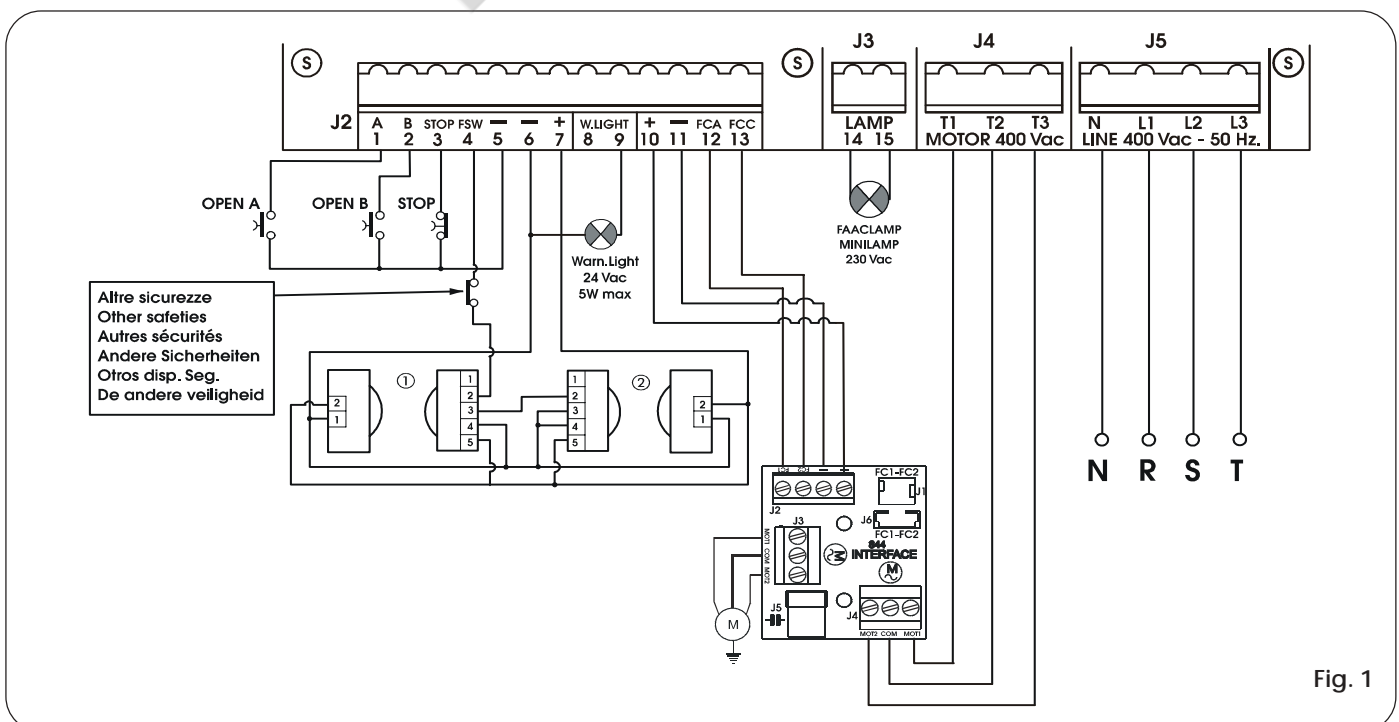 J3 J4 J5
S S S
J2
A B STOP FSW — — + W.LIGHT + — FCA FCC
1 2 3 4 5 6 7 8 9 10 11 12 13
LAMP
14 15
T1 T2 T3
MOTOR 400 Vac
N L1 L2 L3
LINE 400 Vac - 50 Hz.
OPEN A OPEN B STOP
Warn.Light
24 Vac
5W max
FAACLAMP
MINILAMP
230 Vac
Altre sicurezze
Other safeties
Autres sécurités
Andere Sicherheiten
Otros disp. Seg.
De andere veiligheid
2
1
①
1
2
3
4
5
1
2
3
4
5
②
2
1
N R S T
FC1 FC2 — +
J2
FC1-FC2
J1
J6
FC1-FC2
J3
MOT1 COM MOT2
844
INTERFACE
M
M
J5
J4
MOT2 COM MOT1
M
Fig. 1